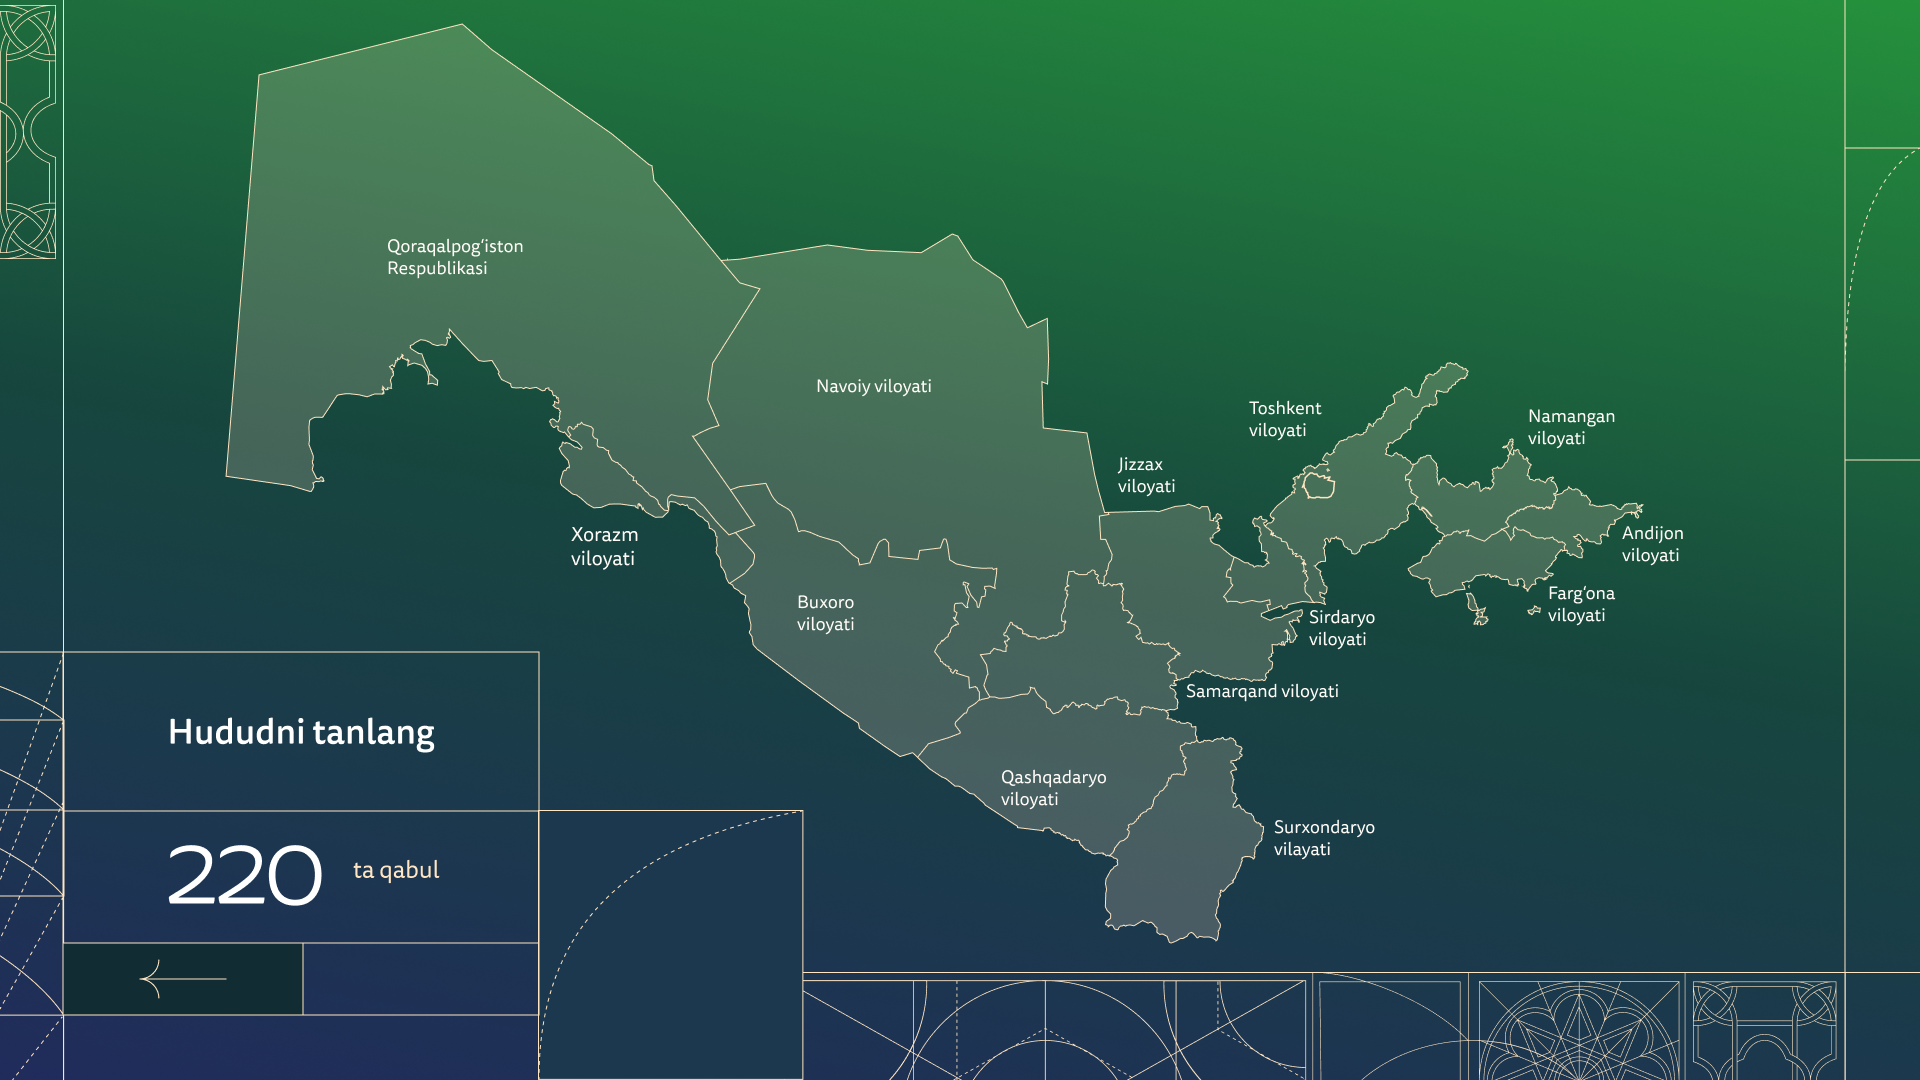 Qoraqalpog‘iston
Respublikasi
Navoiy viloyati
Toshkent
viloyati
Namangan
viloyati
Jizzax
viloyati
Xorazm
viloyati
Andijon
viloyati
Buxoro
viloyati
Farg‘ona
viloyati
Sirdaryo
viloyati
Samarqand viloyati
Qashqadaryo
viloyati
Surxondaryo
vilayati
Hududni tanlang
220 ta qabul